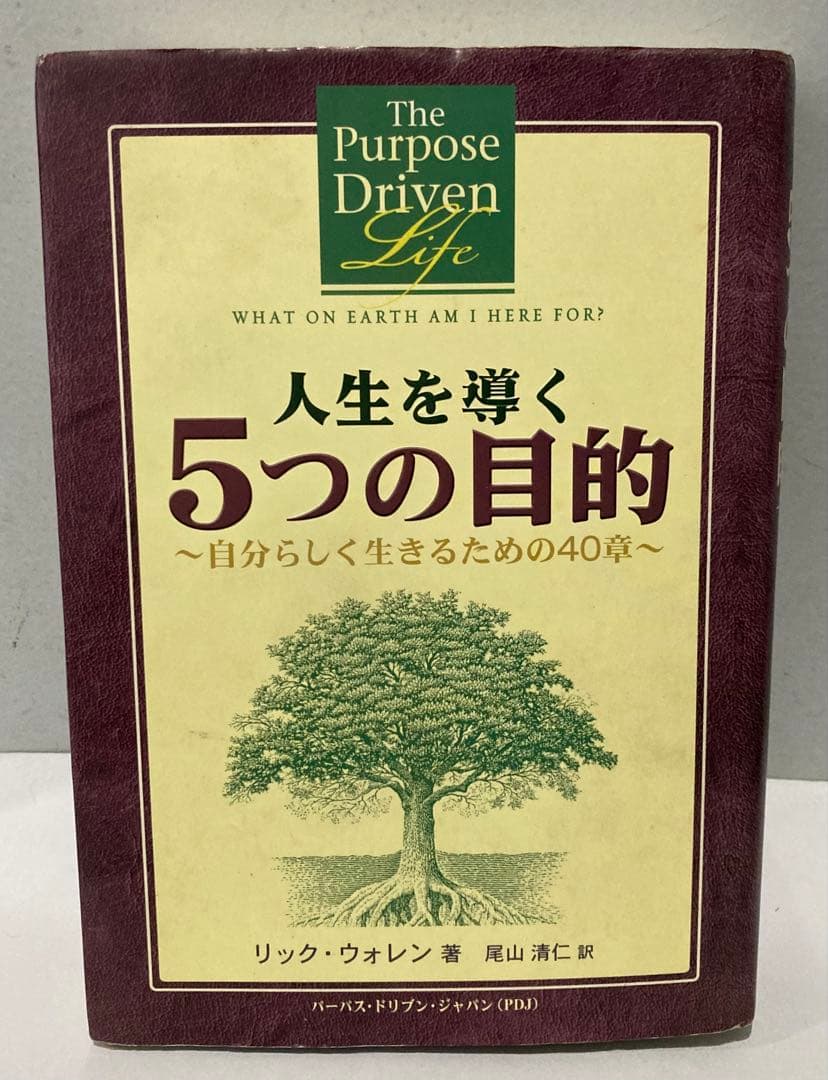 The
Purpose
Driven
Life
WHAT ON EARTH AM I HERE FOR?
人生を導く
5つの目的
～自分らしく生きるための40章～
リック・ウォレン 著　尾山 清仁 訳
パーパス・ドリブン・ジャパン（PDJ）